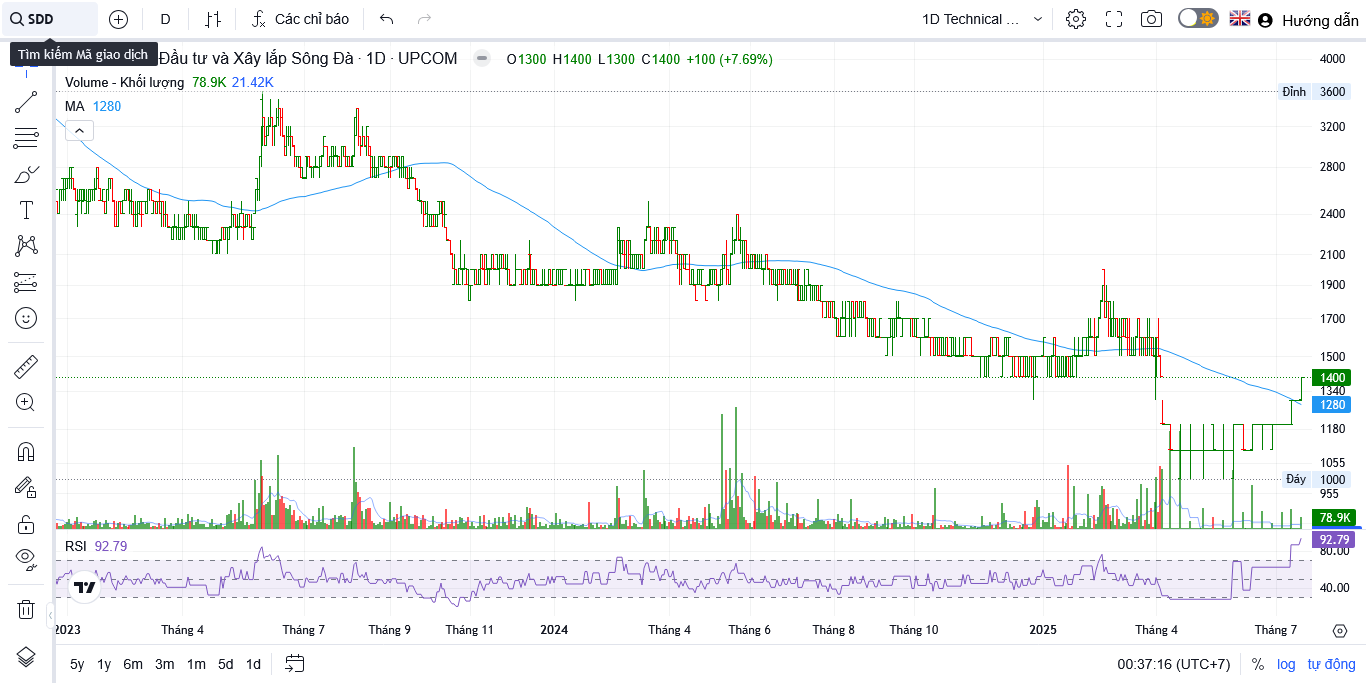 SDD D Các chỉ báo 1D Technical ... Hướng dẫn
Tìm kiếm Mã giao dịch
Đầu tư và Xây lắp Sông Đà · 1D · UPCOM O1300 H1400 L1300 C1400 +100 (+7.69%)
Volume - Khối lượng 78.9K 21.42K
MA 1280
4000
Đỉnh 3600
3200
2800
2400
2100
1900
1700
1500
1400
1340
1280
1180
1055
Đáy 1000
955
78.9K
RSI 92.79
92.79
80.00
40.00
2023 Tháng 4 Tháng 7 Tháng 9 Tháng 11 2024 Tháng 4 Tháng 6 Tháng 8 Tháng 10 2025 Tháng 4 Tháng 7
5y 1y 6m 3m 1m 5d 1d 00:37:16 (UTC+7) % log tự động